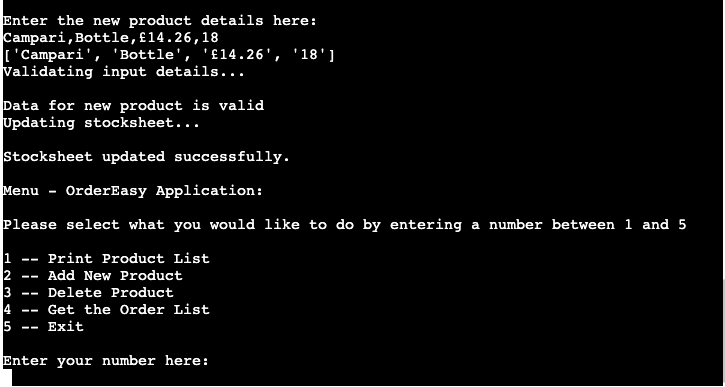 Enter the new product details here:
Campari,Bottle,£14.26,18
['Campari', 'Bottle', '£14.26', '18']
Validating input details...
Data for new product is valid
Updating stocksheet...
Stocksheet updated successfully.
Menu - OrderEasy Application:
Please select what you would like to do by entering a number between 1 and 5
1 -- Print Product List
2 -- Add New Product
3 -- Delete Product
4 -- Get the Order List
5 -- Exit
Enter your number here: